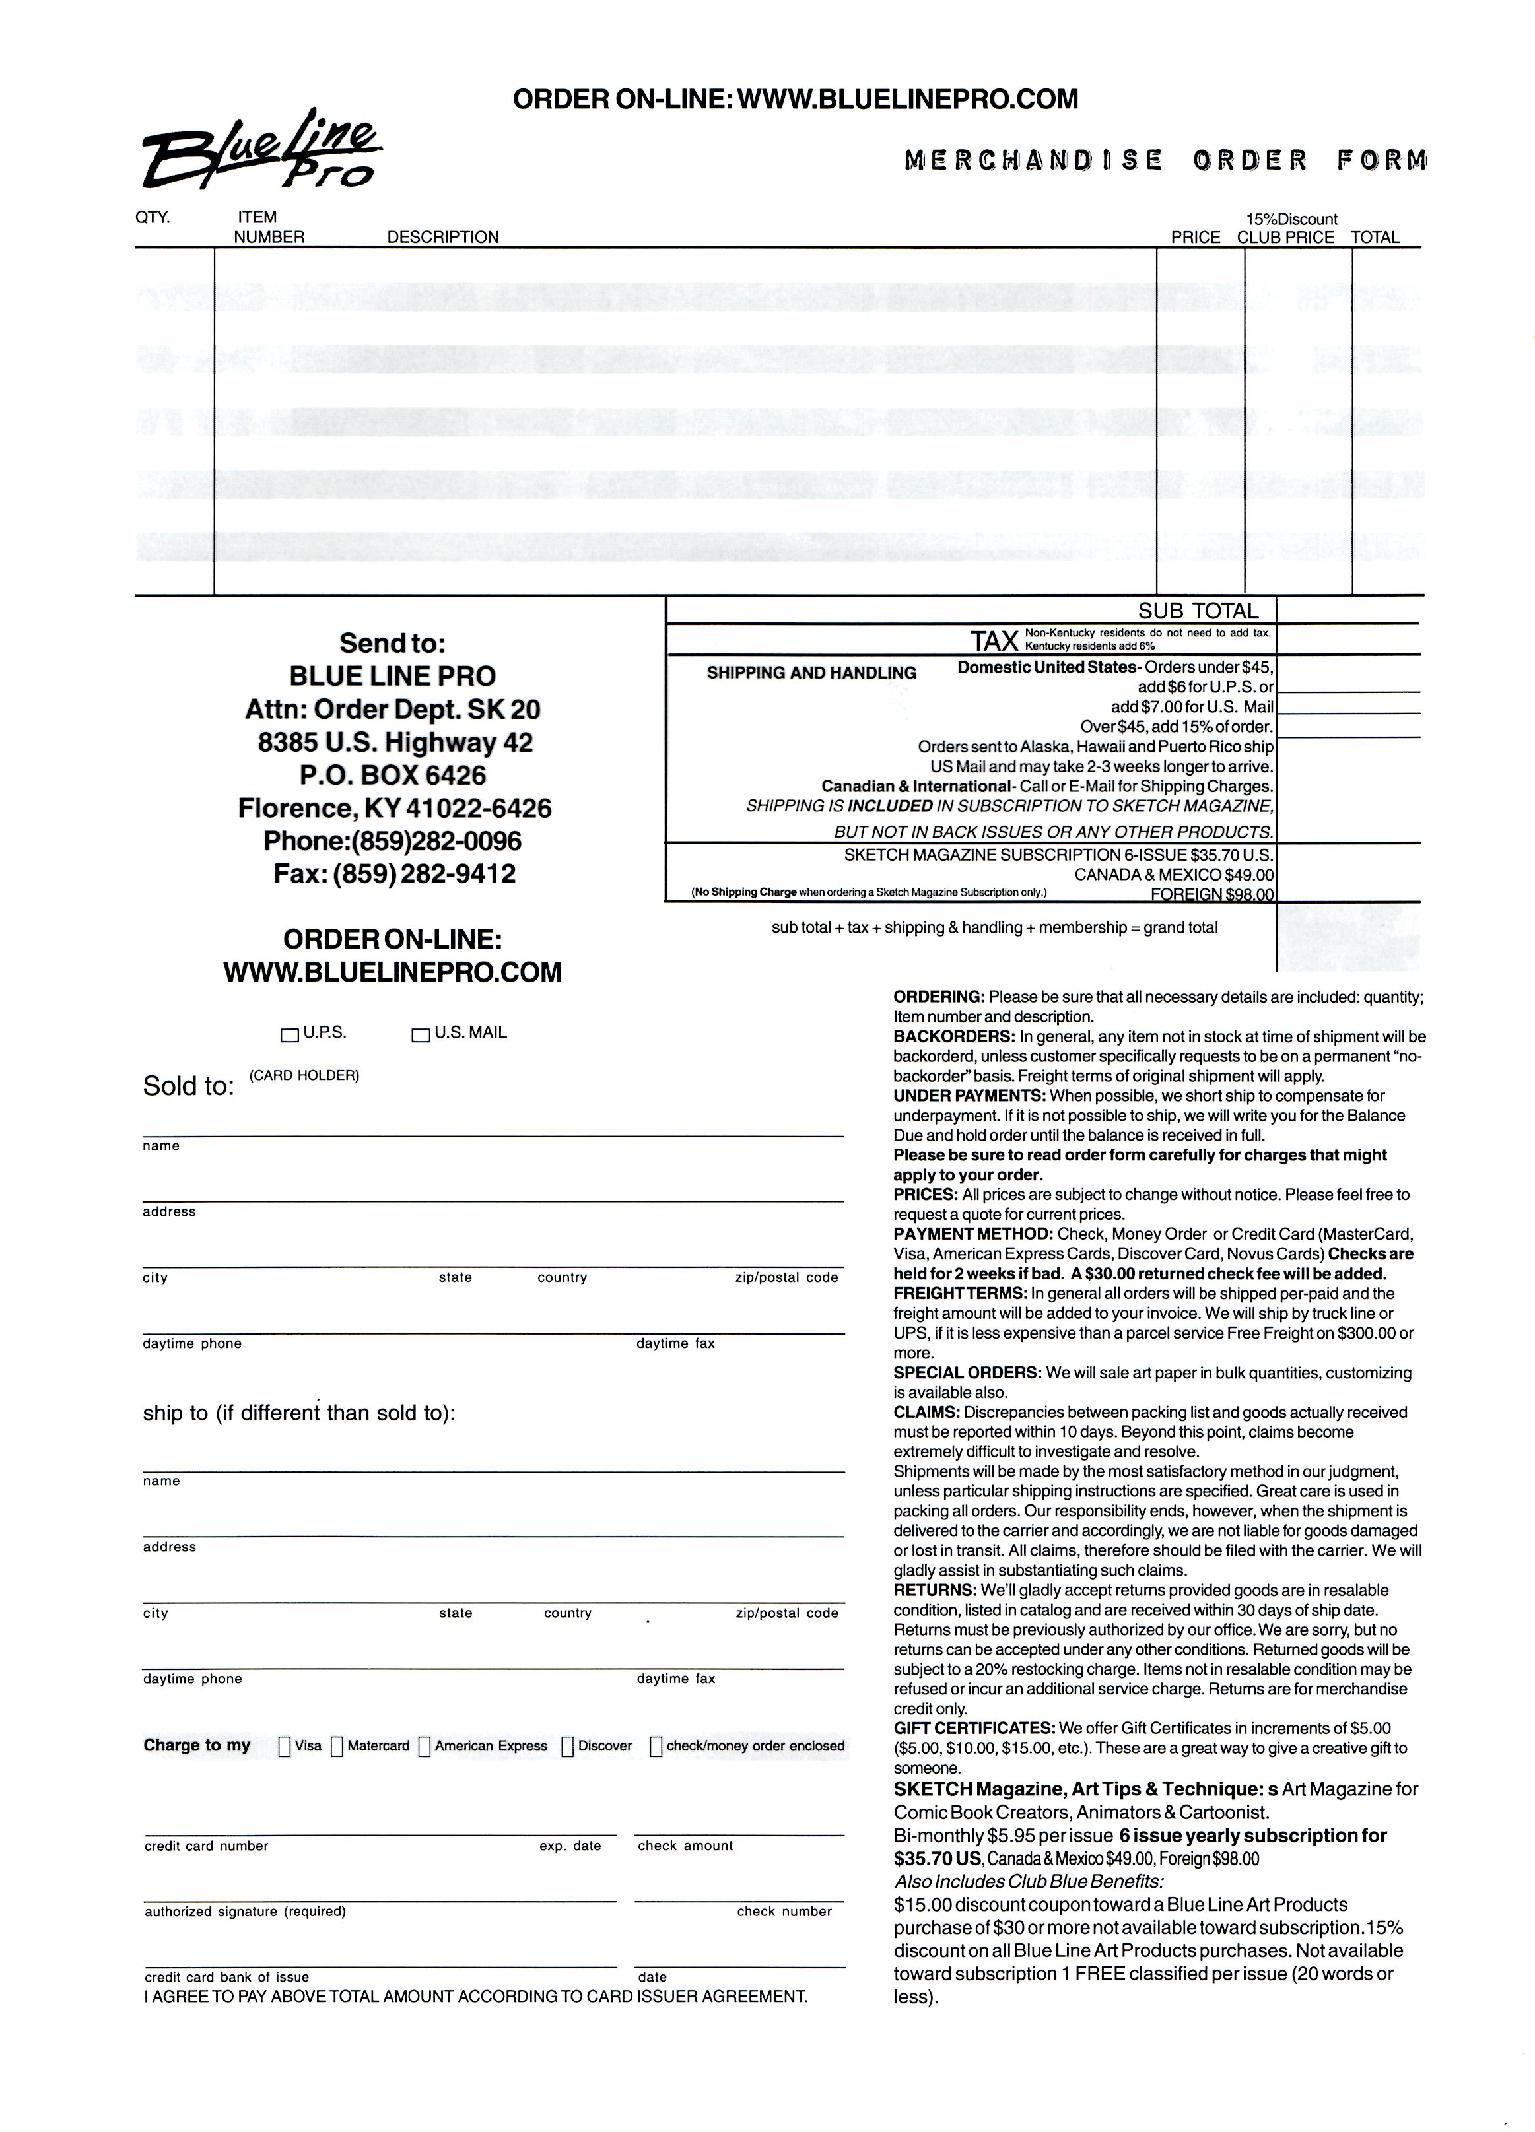 ORDER ON-LINE: WWW.BLUELINEPRO.COM
Blue Line
Pro
MERCHANDISE ORDER FORM
QTY. ITEM 15%Discount
NUMBER DESCRIPTION PRICE CLUB PRICE TOTAL
SUB TOTAL
TAX Non-Kentucky residents do not need to add tax.
Kentucky residents add 6%
SHIPPING AND HANDLING Domestic United States- Orders under $45,
add $6 for U.P.S. or
add $7.00 for U.S. Mail
Over $45, add 15% of order.
Orders sent to Alaska, Hawaii and Puerto Rico ship
US Mail and may take 2-3 weeks longer to arrive.
Canadian & International- Call or E-Mail for Shipping Charges.
SHIPPING IS INCLUDED IN SUBSCRIPTION TO SKETCH MAGAZINE,
BUT NOT IN BACK ISSUES OR ANY OTHER PRODUCTS.
SKETCH MAGAZINE SUBSCRIPTION 6-ISSUE $35.70 U.S.
CANADA & MEXICO $49.00
(No Shipping Charge when ordering a Sketch Magazine Subscription only.) FOREIGN $98.00
sub total + tax + shipping & handling + membership = grand total
Send to:
BLUE LINE PRO
Attn: Order Dept. SK 20
8385 U.S. Highway 42
P.O. BOX 6426
Florence, KY 41022-6426
Phone:(859)282-0096
Fax: (859) 282-9412
ORDER ON-LINE:
WWW.BLUELINEPRO.COM
U.P.S. U.S. MAIL
Sold to: (CARD HOLDER)
name
address
city state country zip/postal code
daytime phone daytime fax
ship to (if different than sold to):
name
address
city state country zip/postal code
daytime phone daytime fax
Charge to my Visa Matercard American Express Discover check/money order enclosed
credit card number exp. date check amount
authorized signature (required) check number
credit card bank of issue date
I AGREE TO PAY ABOVE TOTAL AMOUNT ACCORDING TO CARD ISSUER AGREEMENT.
ORDERING: Please be sure that all necessary details are included: quantity;
Item number and description.
BACKORDERS: In general, any item not in stock at time of shipment will be
backorderd, unless customer specifically requests to be on a permanent "no-
backorder" basis. Freight terms of original shipment will apply.
UNDER PAYMENTS: When possible, we short ship to compensate for
underpayment. If it is not possible to ship, we will write you for the Balance
Due and hold order until the balance is received in full.
Please be sure to read order form carefully for charges that might
apply to your order.
PRICES: All prices are subject to change without notice. Please feel free to
request a quote for current prices.
PAYMENT METHOD: Check, Money Order or Credit Card (MasterCard,
Visa, American Express Cards, Discover Card, Novus Cards) Checks are
held for 2 weeks if bad. A $30.00 returned check fee will be added.
FREIGHT TERMS: In general all orders will be shipped per-paid and the
freight amount will be added to your invoice. We will ship by truck line or
UPS, if it is less expensive than a parcel service Free Freight on $300.00 or
more.
SPECIAL ORDERS: We will sale art paper in bulk quantities, customizing
is available also.
CLAIMS: Discrepancies between packing list and goods actually received
must be reported within 10 days. Beyond this point, claims become
extremely difficult to investigate and resolve.
Shipments will be made by the most satisfactory method in our judgment,
unless particular shipping instructions are specified. Great care is used in
packing all orders. Our responsibility ends, however, when the shipment is
delivered to the carrier and accordingly, we are not liable for goods damaged
or lost in transit. All claims, therefore should be filed with the carrier. We will
gladly assist in substantiating such claims.
RETURNS: We'll gladly accept returns provided goods are in resalable
condition, listed in catalog and are received within 30 days of ship date.
Returns must be previously authorized by our office. We are sorry, but no
returns can be accepted under any other conditions. Returned goods will be
subject to a 20% restocking charge. Items not in resalable condition may be
refused or incur an additional service charge. Returns are for merchandise
credit only.
GIFT CERTIFICATES: We offer Gift Certificates in increments of $5.00
($5.00, $10.00, $15.00, etc.). These are a great way to give a creative gift to
someone.
SKETCH Magazine, Art Tips & Technique: s Art Magazine for
Comic Book Creators, Animators & Cartoonist.
Bi-monthly $5.95 per issue 6 issue yearly subscription for
$35.70 US, Canada & Mexico $49.00, Foreign $98.00
Also Includes Club Blue Benefits:
$15.00 discount coupon toward a Blue Line Art Products
purchase of $30 or more not available toward subscription. 15%
discount on all Blue Line Art Products purchases. Not available
toward subscription 1 FREE classified per issue (20 words or
less).